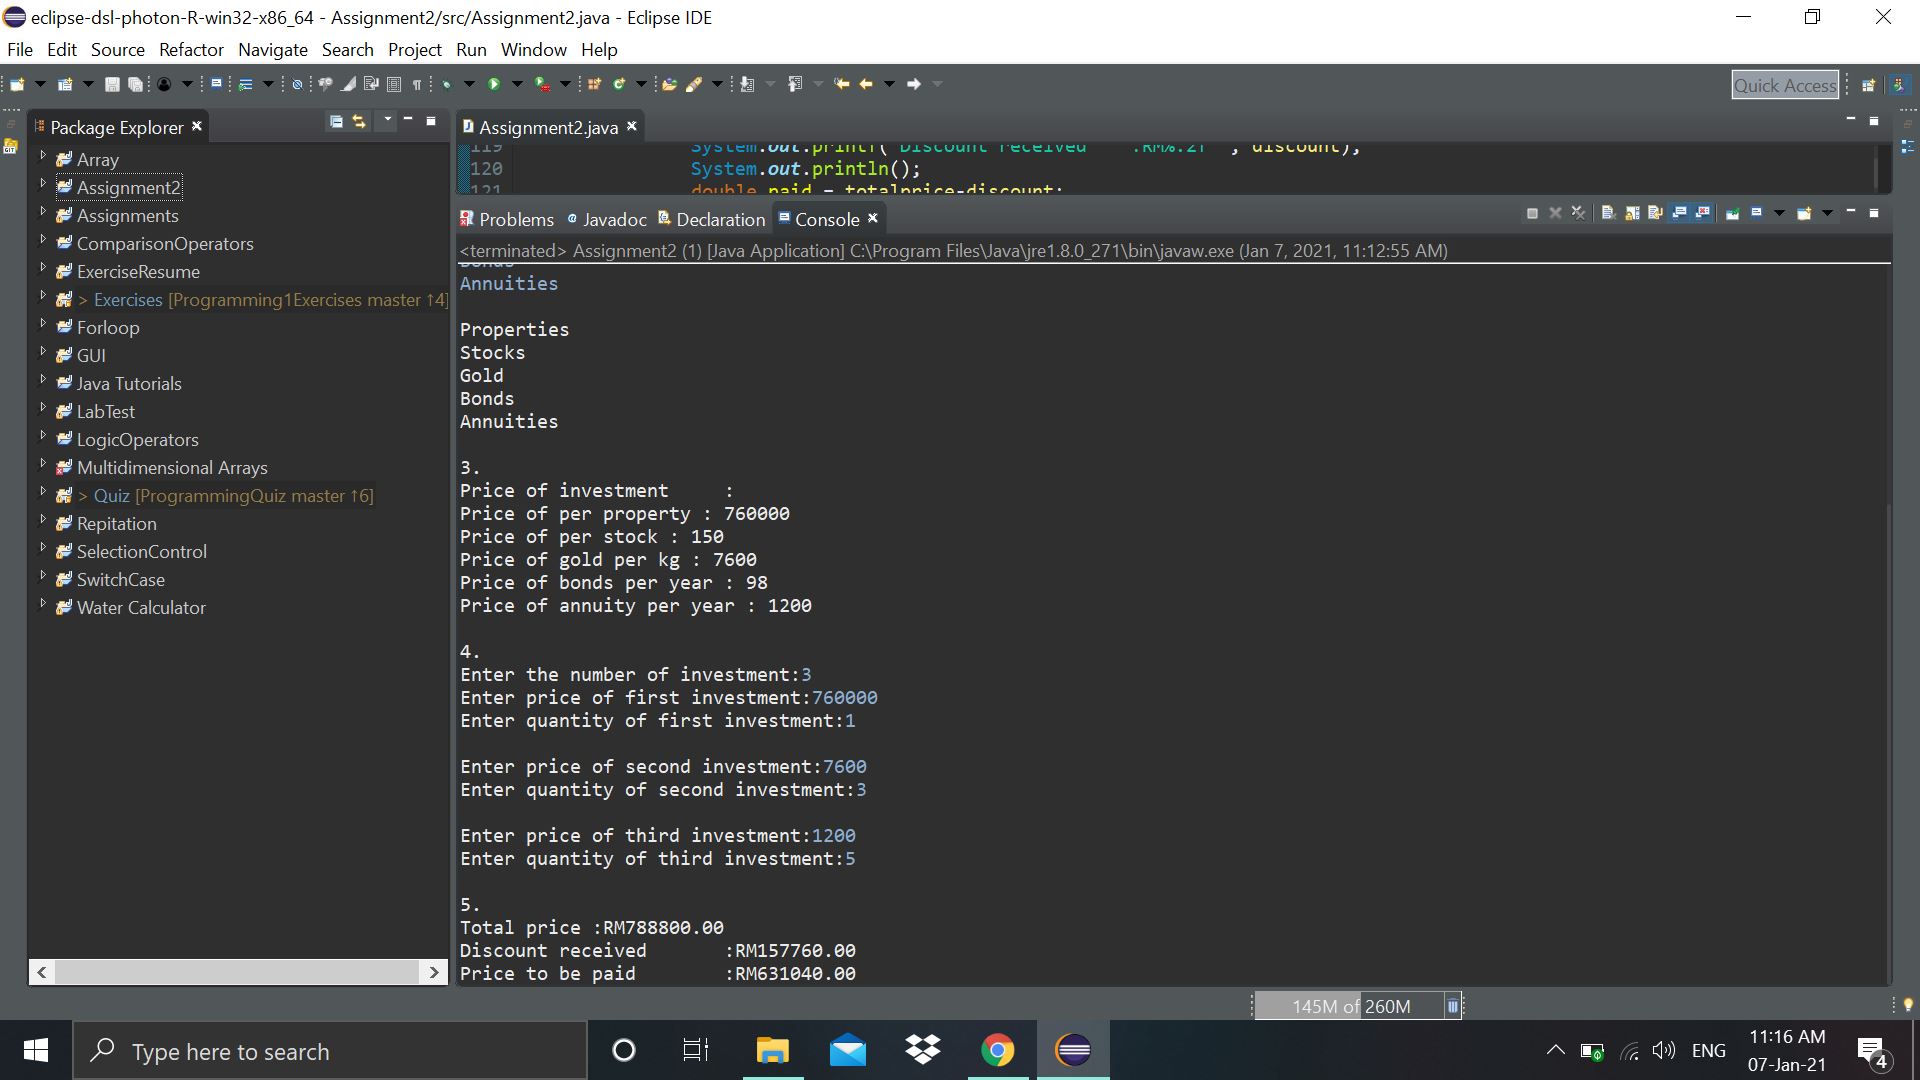 eclipse-dsl-photon-R-win32-x86_64 - Assignment2/src/Assignment2.java - Eclipse IDE
File Edit Source Refactor Navigate Search Project Run Window Help
Quick Access
Package Explorer
Array
Assignment2
Assignments
ComparisonOperators
ExerciseResume
> Exercises [Programming1Exercises master ↑4]
Forloop
GUI
Java Tutorials
LabTest
LogicOperators
Multidimensional Arrays
> Quiz [ProgrammingQuiz master ↑6]
Repitation
SelectionControl
SwitchCase
Water Calculator
Assignment2.java
119 System.out.printf("Discount received :RM%.2f", discount);
120 System.out.println();
121 double paid = totalprice-discount;
Problems Javadoc Declaration Console
<terminated> Assignment2 (1) [Java Application] C:\Program Files\Java\jre1.8.0_271\bin\javaw.exe (Jan 7, 2021, 11:12:55 AM)
Bonds
Annuities
Properties
Stocks
Gold
Bonds
Annuities
3.
Price of investment :
Price of per property : 760000
Price of per stock : 150
Price of gold per kg : 7600
Price of bonds per year : 98
Price of annuity per year : 1200
4.
Enter the number of investment:3
Enter price of first investment:760000
Enter quantity of first investment:1
Enter price of second investment:7600
Enter quantity of second investment:3
Enter price of third investment:1200
Enter quantity of third investment:5
5.
Total price :RM788800.00
Discount received :RM157760.00
Price to be paid :RM631040.00
145M of 260M
Type here to search
ENG
11:16 AM
07-Jan-21
4